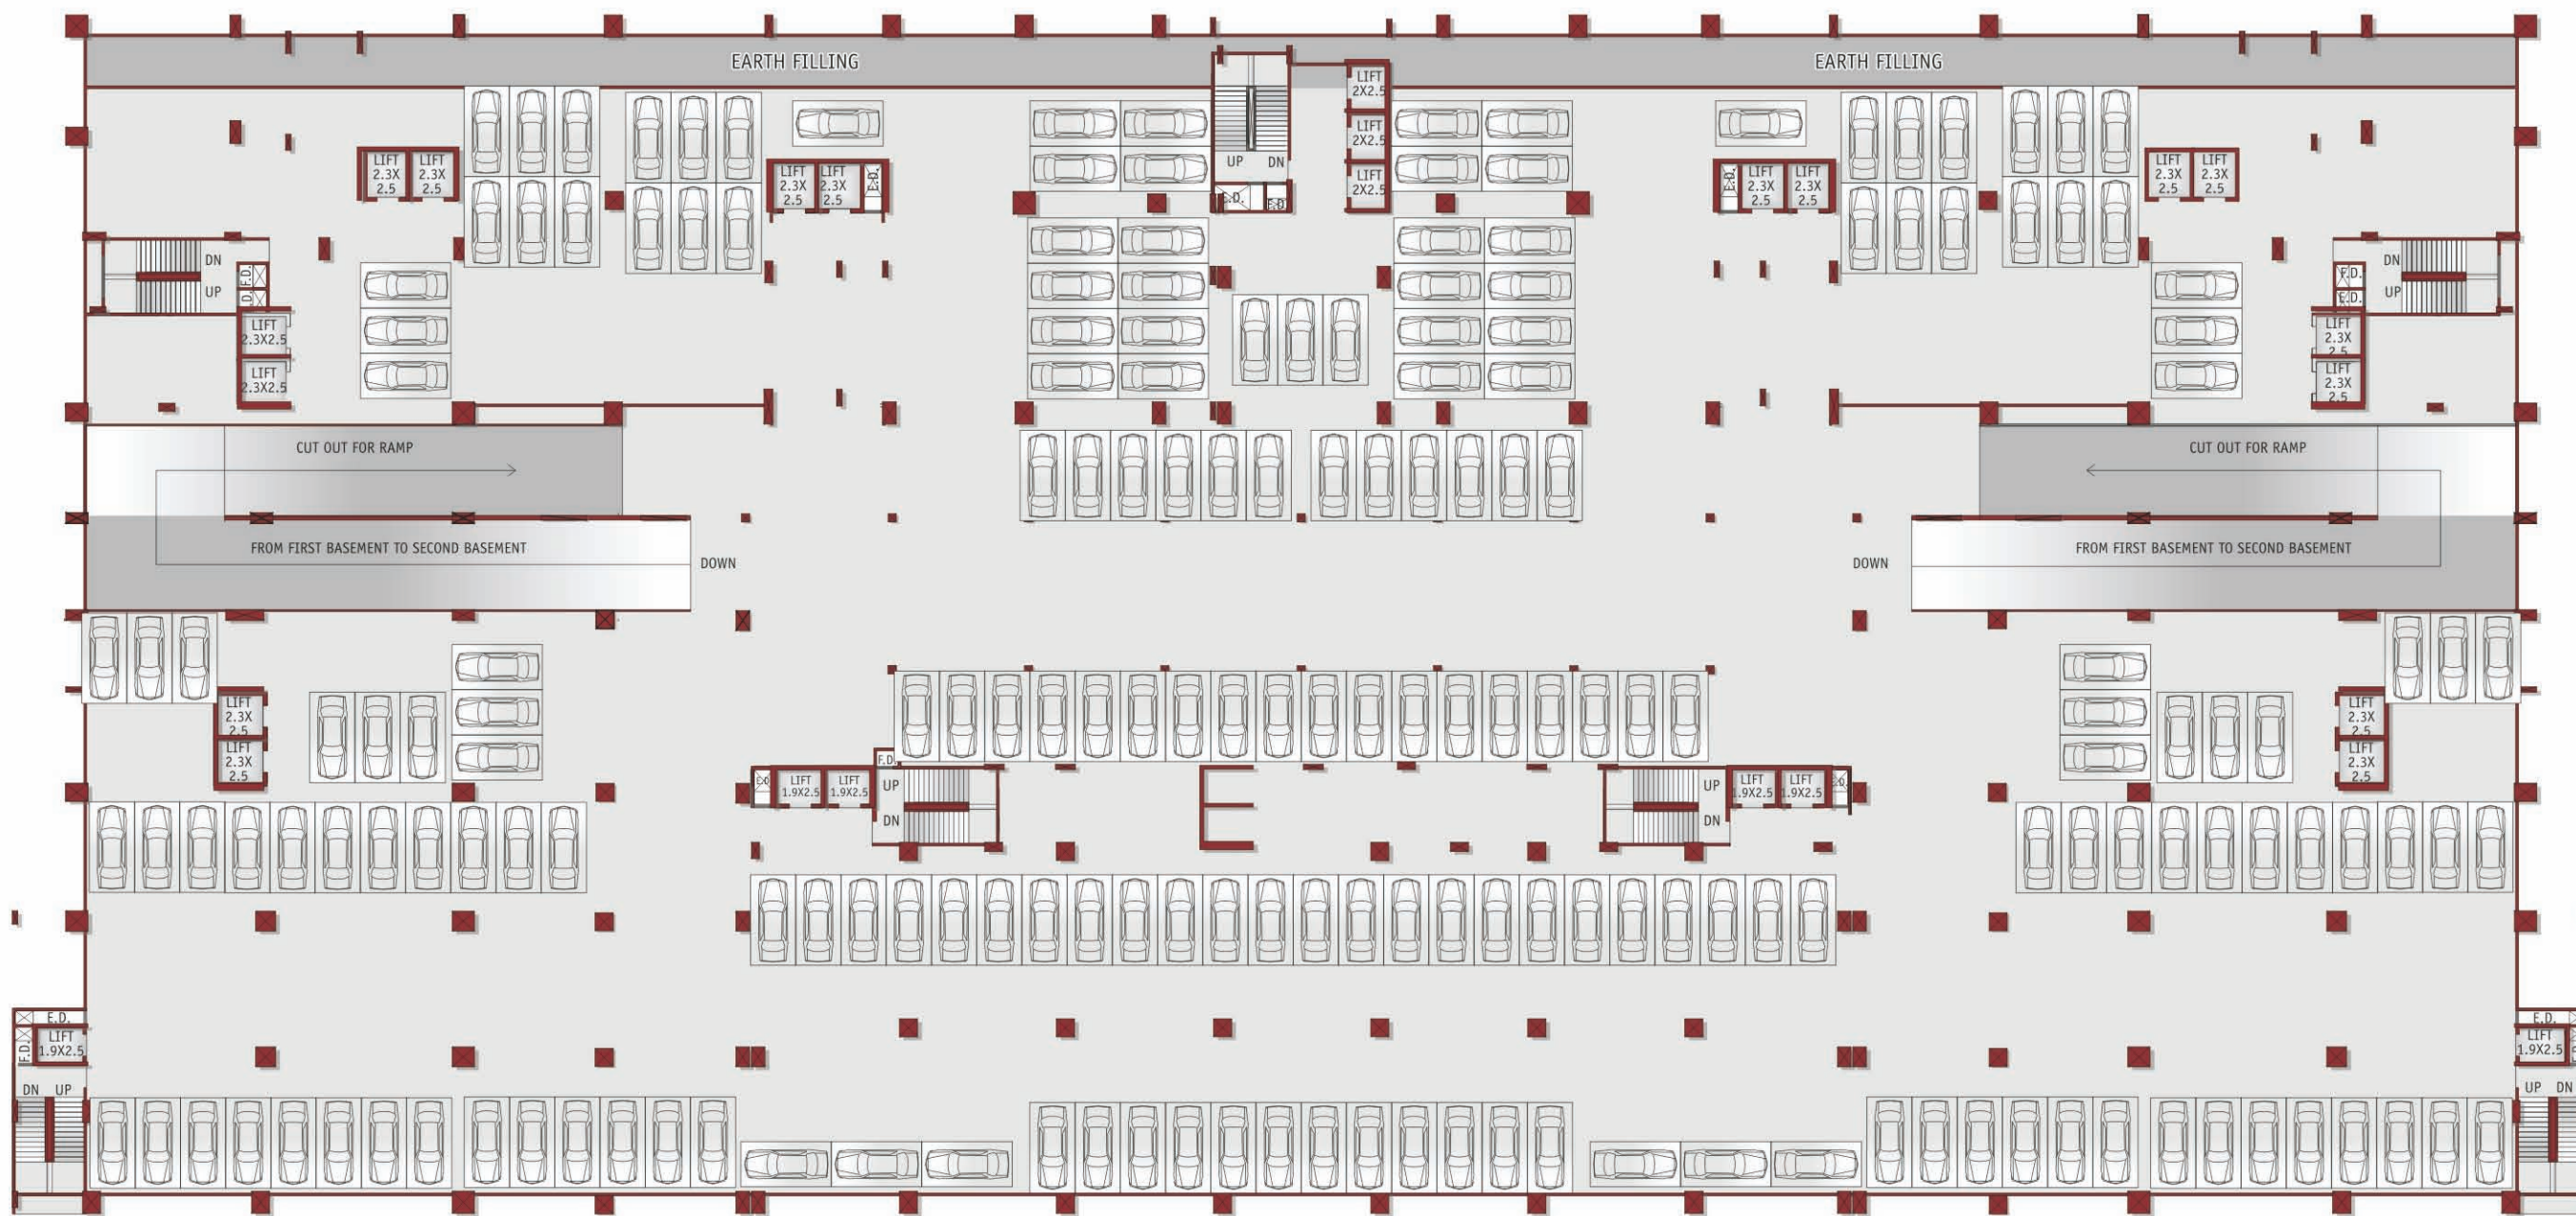 EARTH FILLING
EARTH FILLING
LIFT
2X2.5
LIFT
2X2.5
LIFT
2X2.5
UP DN
E.D.
F.D.
LIFT
2.3X
2.5
LIFT
2.3X
2.5
LIFT
2.3X
2.5
LIFT
2.3X
2.5
E.D.
E.D.
LIFT
2.3X
2.5
LIFT
2.3X
2.5
LIFT
2.3X
2.5
LIFT
2.3X
2.5
DN
UP
F.D.
LIFT
2.3X2.5
LIFT
2.3X2.5
DN
UP
F.D.
E.D.
LIFT
2.3X
2.5
LIFT
2.3X
2.5
CUT OUT FOR RAMP
CUT OUT FOR RAMP
FROM FIRST BASEMENT TO SECOND BASEMENT
DOWN
DOWN
FROM FIRST BASEMENT TO SECOND BASEMENT
LIFT
2.3X
2.5
LIFT
2.3X
2.5
LIFT
2.3X
2.5
LIFT
2.3X
2.5
E.D.
LIFT
1.9X2.5
LIFT
1.9X2.5
F.D.
UP
DN
UP
DN
LIFT
1.9X2.5
LIFT
1.9X2.5
E.D.
E.D.
F.D.
LIFT
1.9X2.5
DN UP
E.D.
LIFT
1.9X2.5
UP DN